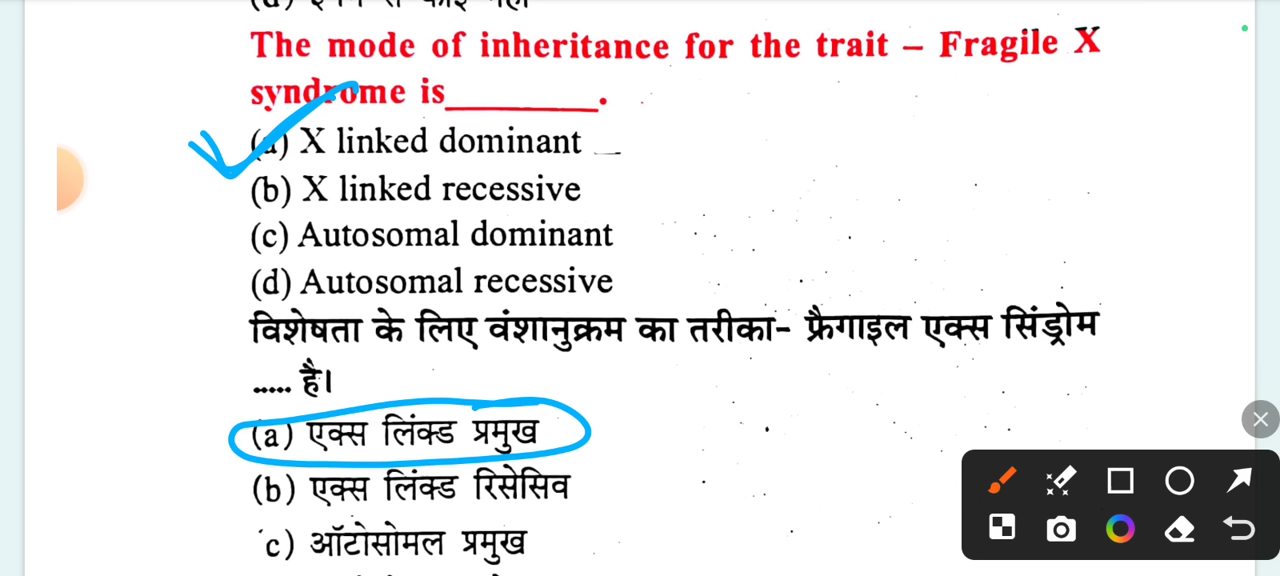 The mode of inheritance for the trait – Fragile X
syndrome is________.
(a) X linked dominant
(b) X linked recessive
(c) Autosomal dominant
(d) Autosomal recessive
विशेषता के लिए वंशानुक्रम का तरीका- फ्रैगाइल एक्स सिंड्रोम
..... है।
(a) एक्स लिंक्ड प्रमुख
(b) एक्स लिंक्ड रिसेसिव
c) ऑटोसोमल प्रमुख